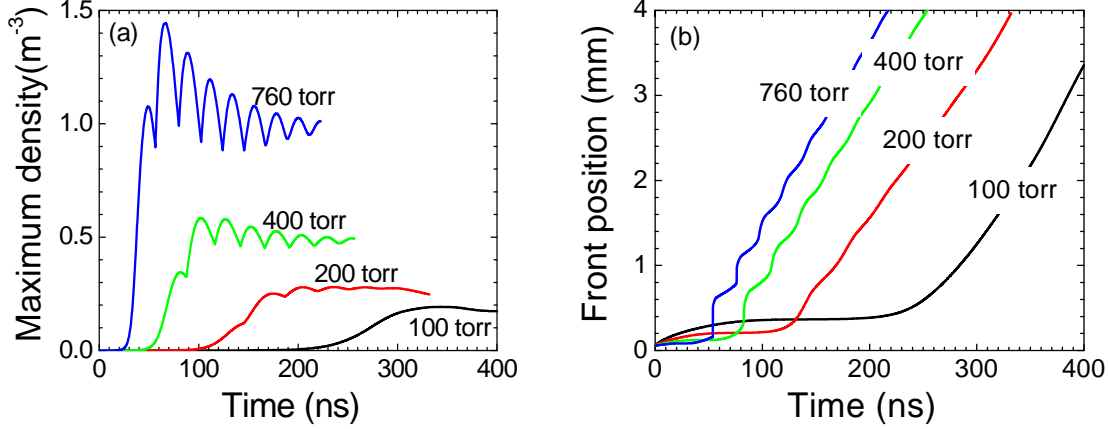 (a)
Maximum density(m⁻³)
1.5
1.0
0.5
0.0
760 torr
400 torr
200 torr
100 torr
0 100 200 300 400
Time (ns)
(b)
Front position (mm)
4
3
2
1
0
400 torr
760 torr
200 torr
100 torr
0 100 200 300 400
Time (ns)